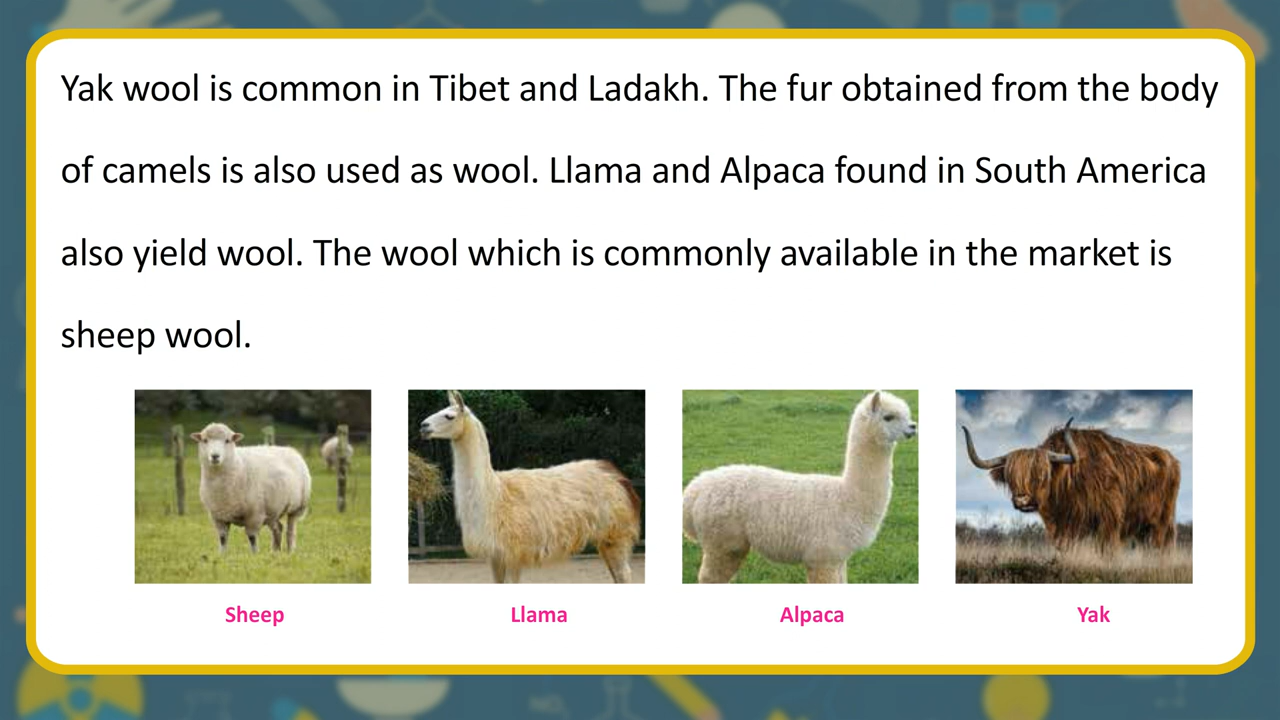 Yak wool is common in Tibet and Ladakh. The fur obtained from the body
of camels is also used as wool. Llama and Alpaca found in South America
also yield wool. The wool which is commonly available in the market is
sheep wool.
Sheep
Llama
Alpaca
Yak